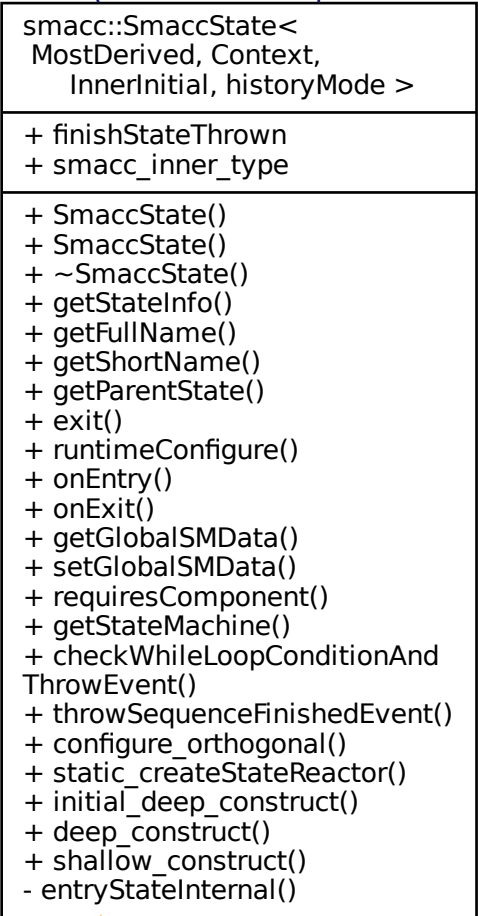 smacc::SmaccState<
MostDerived, Context,
InnerInitial, historyMode >
+ finishStateThrown
+ smacc_inner_type
+ SmaccState()
+ SmaccState()
+ ~SmaccState()
+ getStateInfo()
+ getFullName()
+ getShortName()
+ getParentState()
+ exit()
+ runtimeConfigure()
+ onEntry()
+ onExit()
+ getGlobalSMData()
+ setGlobalSMData()
+ requiresComponent()
+ getStateMachine()
+ checkWhileLoopConditionAnd
ThrowEvent()
+ throwSequenceFinishedEvent()
+ configure_orthogonal()
+ static_createStateReactor()
+ initial_deep_construct()
+ deep_construct()
+ shallow_construct()
- entryStateInternal()